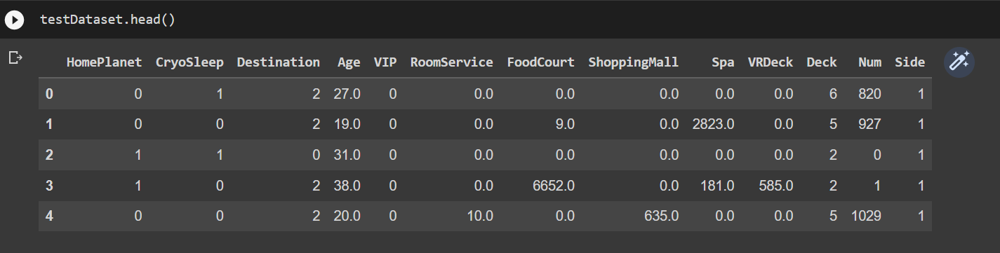 testDataset.head()
HomePlanet CryoSleep Destination Age VIP RoomService FoodCourt ShoppingMall Spa VRDeck Deck Num Side
0 0 1 2 27.0 0 0.0 0.0 0.0 0.0 0.0 6 820 1
1 0 0 2 19.0 0 0.0 9.0 0.0 2823.0 0.0 5 927 1
2 1 1 0 31.0 0 0.0 0.0 0.0 0.0 0.0 2 0 1
3 1 0 2 38.0 0 0.0 6652.0 0.0 181.0 585.0 2 1 1
4 0 0 2 20.0 0 10.0 0.0 635.0 0.0 0.0 5 1029 1